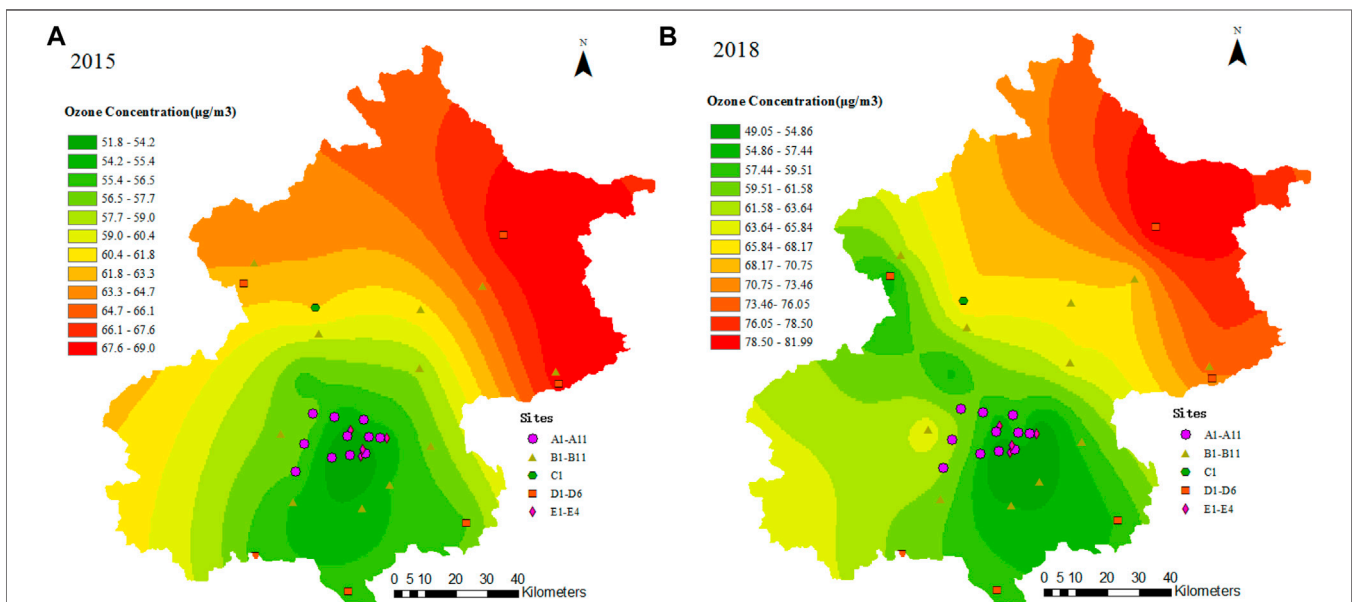 A
2015
N
Ozone Concentration(µg/m3)
51.8 - 54.2
54.2 - 55.4
55.4 - 56.5
56.5 - 57.7
57.7 - 59.0
59.0 - 60.4
60.4 - 61.8
61.8 - 63.3
63.3 - 64.7
64.7 - 66.1
66.1 - 67.6
67.6 - 69.0
Sites
A1-A11
B1-B11
C1
D1-D6
E1-E4
0 5 10 20 30 40
Kilometers
B
2018
N
Ozone Concentration(µg/m3)
49.05 - 54.86
54.86 - 57.44
57.44 - 59.51
59.51 - 61.58
61.58 - 63.64
63.64 - 65.84
65.84 - 68.17
68.17 - 70.75
70.75 - 73.46
73.46 - 76.05
76.05 - 78.50
78.50 - 81.99
Sites
A1-A11
B1-B11
C1
D1-D6
E1-E4
0 5 10 20 30 40
Kilometers